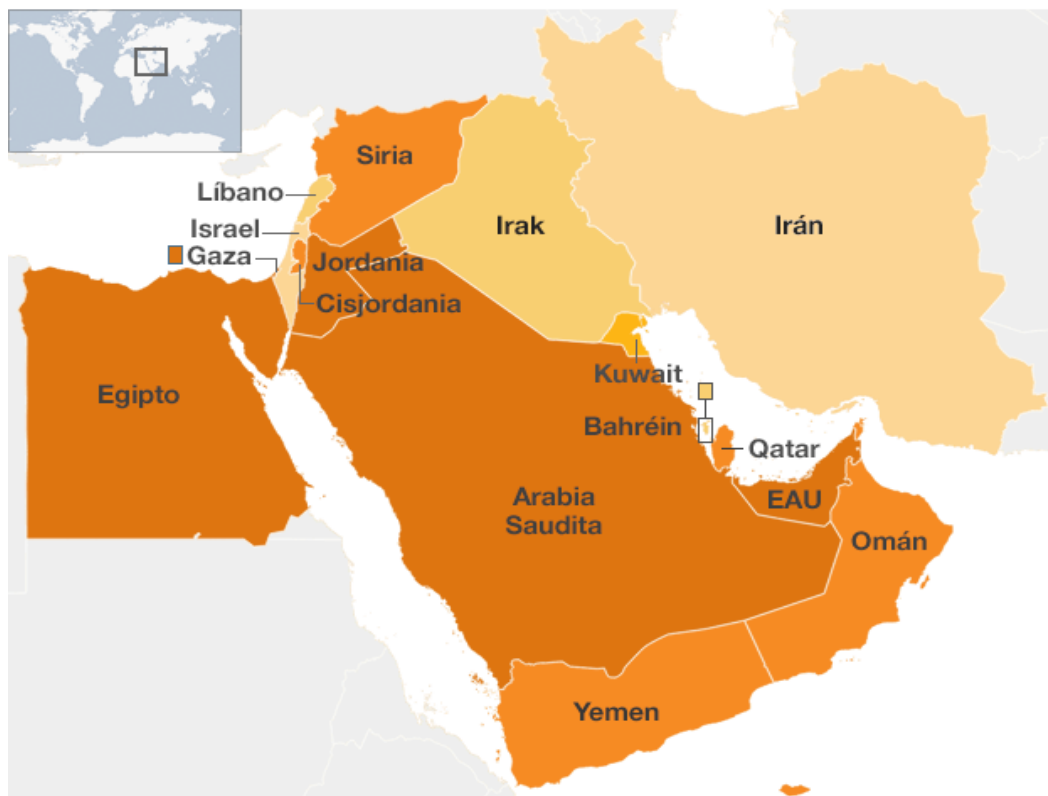 Siria
Líbano
Irak
Irán
Israel
Gaza
Jordania
Cisjordania
Kuwait
Egipto
Bahréin
Qatar
Arabia
Saudita
EAU
Omán
Yemen